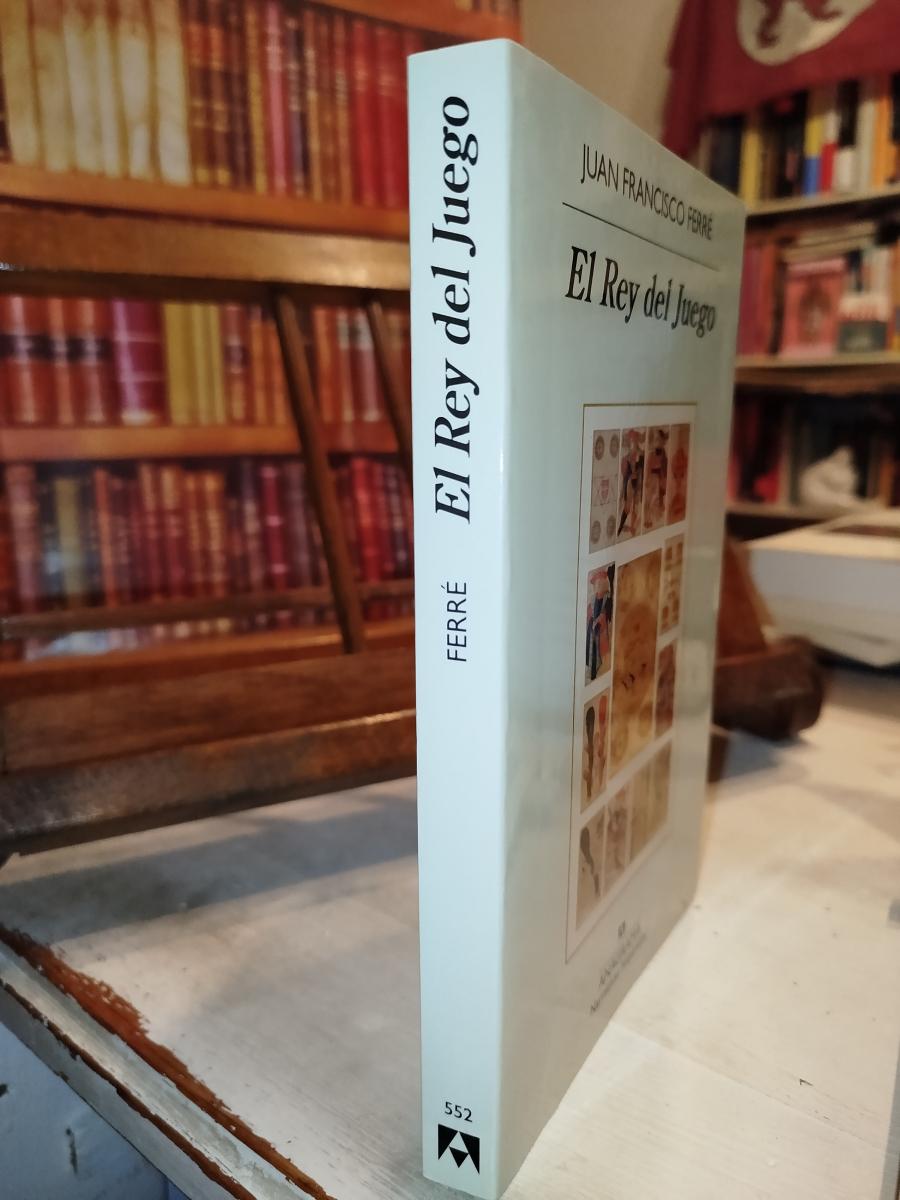 El Rey del Juego
FERRÉ
552
JUAN FRANCISCO FERRÉ
El Rey del Juego